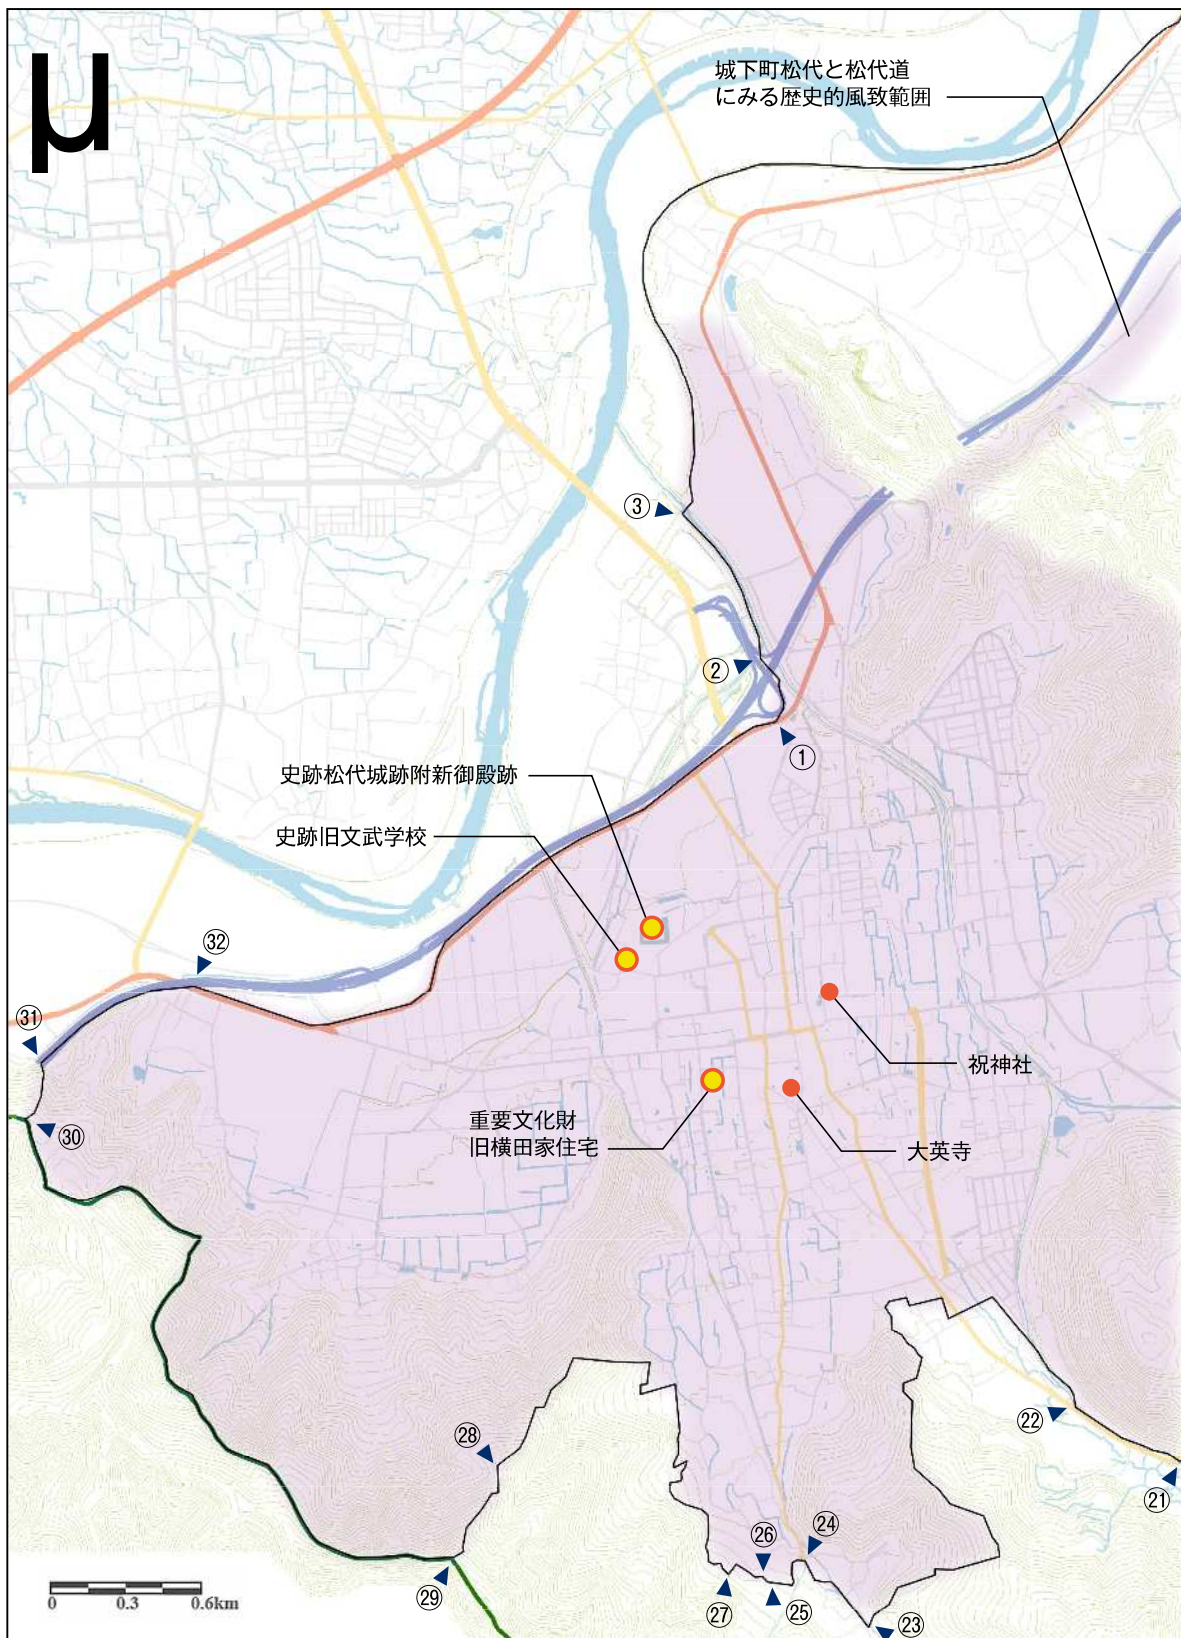 μ
城下町松代と松代道
にみる歴史的風致範囲
③
②
①
史跡松代城跡附新御殿跡
史跡旧文武学校
㉜
㉛
祝神社
㉚
重要文化財
旧横田家住宅
大英寺
㉒
㉘
㉑
㉔
㉖
㉙
㉗
㉕
㉓
0 0.3 0.6km